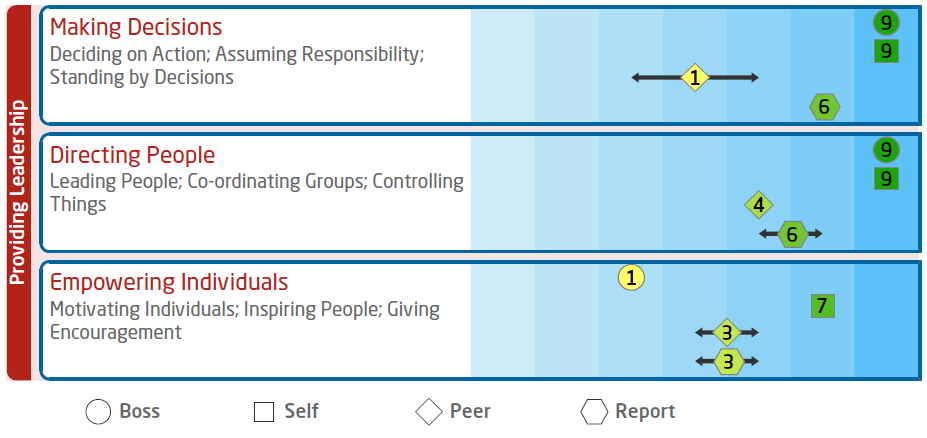 Providing Leadership
Making Decisions
Deciding on Action; Assuming Responsibility;
Standing by Decisions
9
9
1
6
Directing People
Leading People; Co-ordinating Groups; Controlling
Things
9
9
4
6
Empowering Individuals
Motivating Individuals; Inspiring People; Giving
Encouragement
1
7
3
3
Boss
Self
Peer
Report